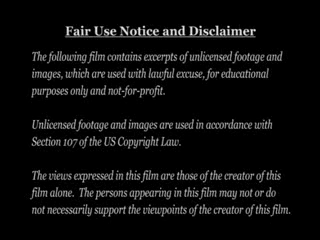 Fair Use Notice and Disclaimer
The following film contains excerpts of unlicensed footage and
images, which are used with lawful excuse, for educational
purposes only and not-for-profit.
Unlicensed footage and images are used in accordance with
Section 107 of the US Copyright Law.
The views expressed in this film are those of the creator of this
film alone. The persons appearing in this film may not or do
not necessarily support the viewpoints of the creator of this film.